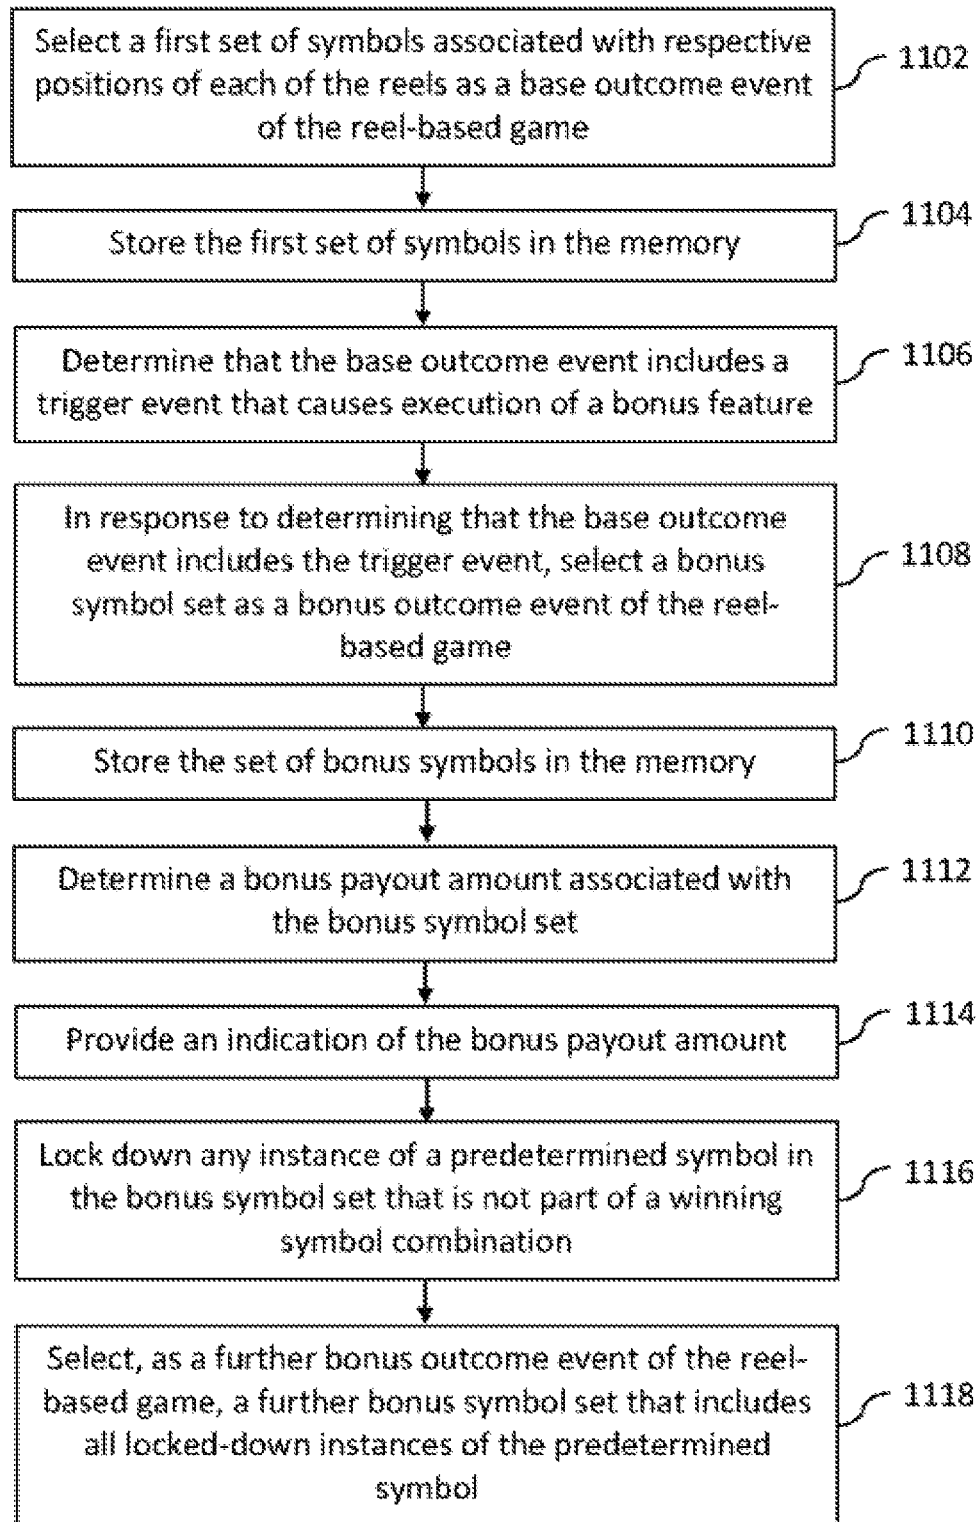 Select a first set of symbols associated with respective
positions of each of the reels as a base outcome event
of the reel-based game
1102
Store the first set of symbols in the memory
1104
Determine that the base outcome event includes a
trigger event that causes execution of a bonus feature
1106
In response to determining that the base outcome
event includes the trigger event, select a bonus
symbol set as a bonus outcome event of the reel-
based game
1108
Store the set of bonus symbols in the memory
1110
Determine a bonus payout amount associated with
the bonus symbol set
1112
Provide an indication of the bonus payout amount
1114
Lock down any instance of a predetermined symbol in
the bonus symbol set that is not part of a winning
symbol combination
1116
Select, as a further bonus outcome event of the reel-
based game, a further bonus symbol set that includes
all locked-down instances of the predetermined
symbol
1118